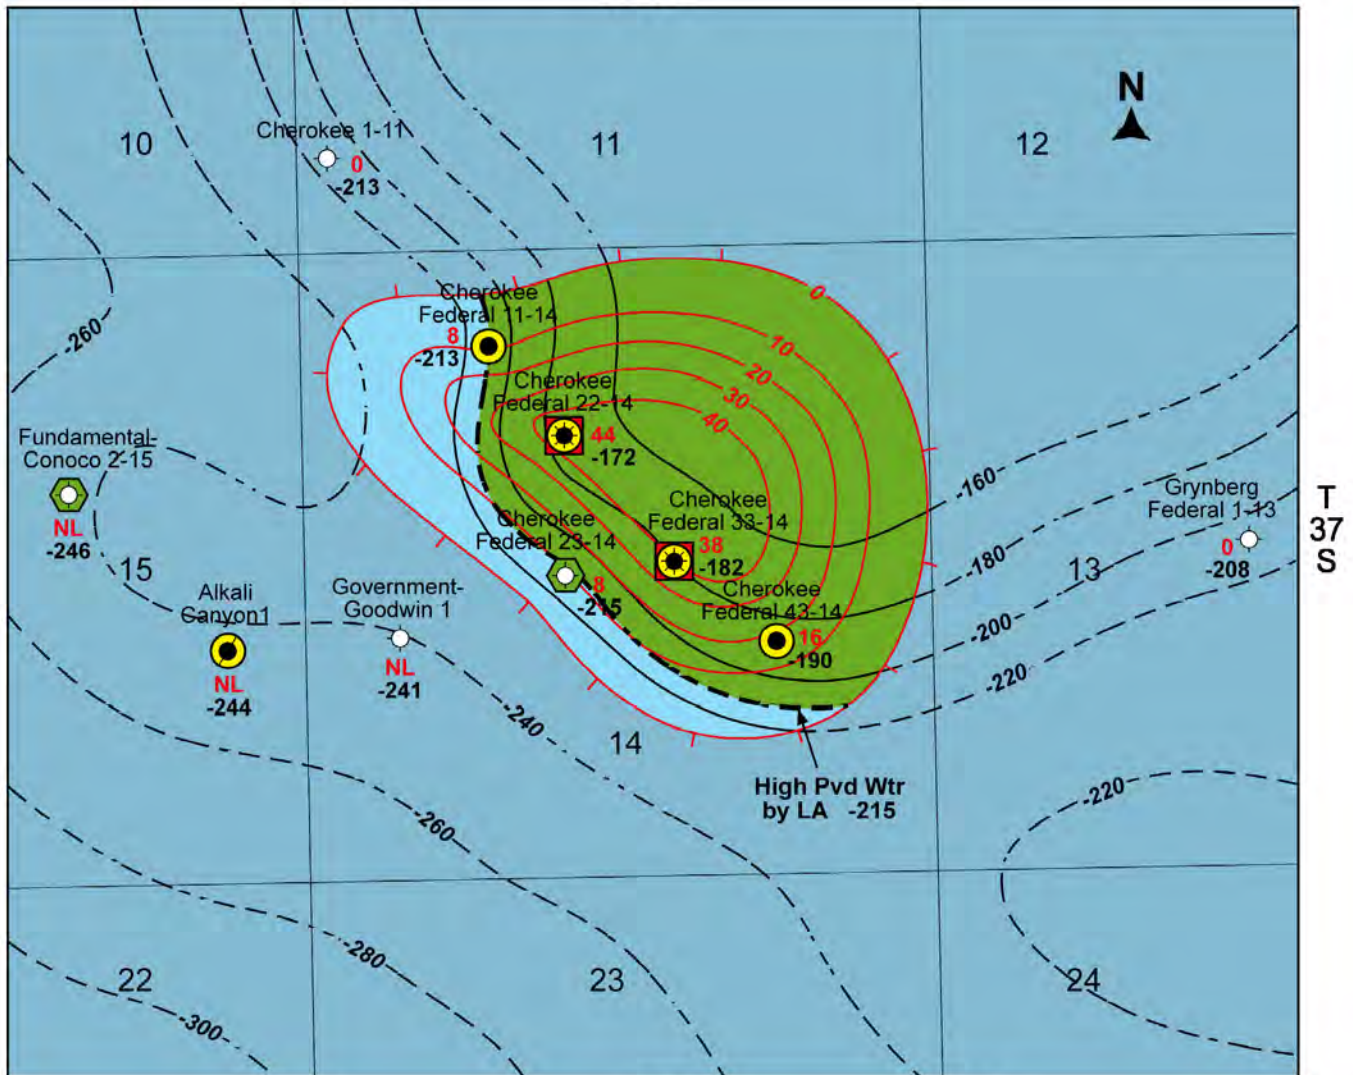 N
10
11
12
Cherokee 1-11
0
-213
-260
Cherokee
Federal 11-14
8
-213
0
10
20
30
40
Cherokee
Federal 22-14
44
-172
Fundamental-
Conoco 2-15
NL
-246
-160
Cherokee
Federal 33-14
38
-182
Cherokee
Federal 23-14
8
-215
Grynberg
Federal 1-13
0
-208
T
37
S
-180
13
15
Alkali
Canyon1
NL
-244
Government-
Goodwin 1
NL
-241
Cherokee
Federal 43-14
16
-190
-200
-220
-240
14
High Pvd Wtr
by LA -215
-220
-260
-280
22
23
24
-300